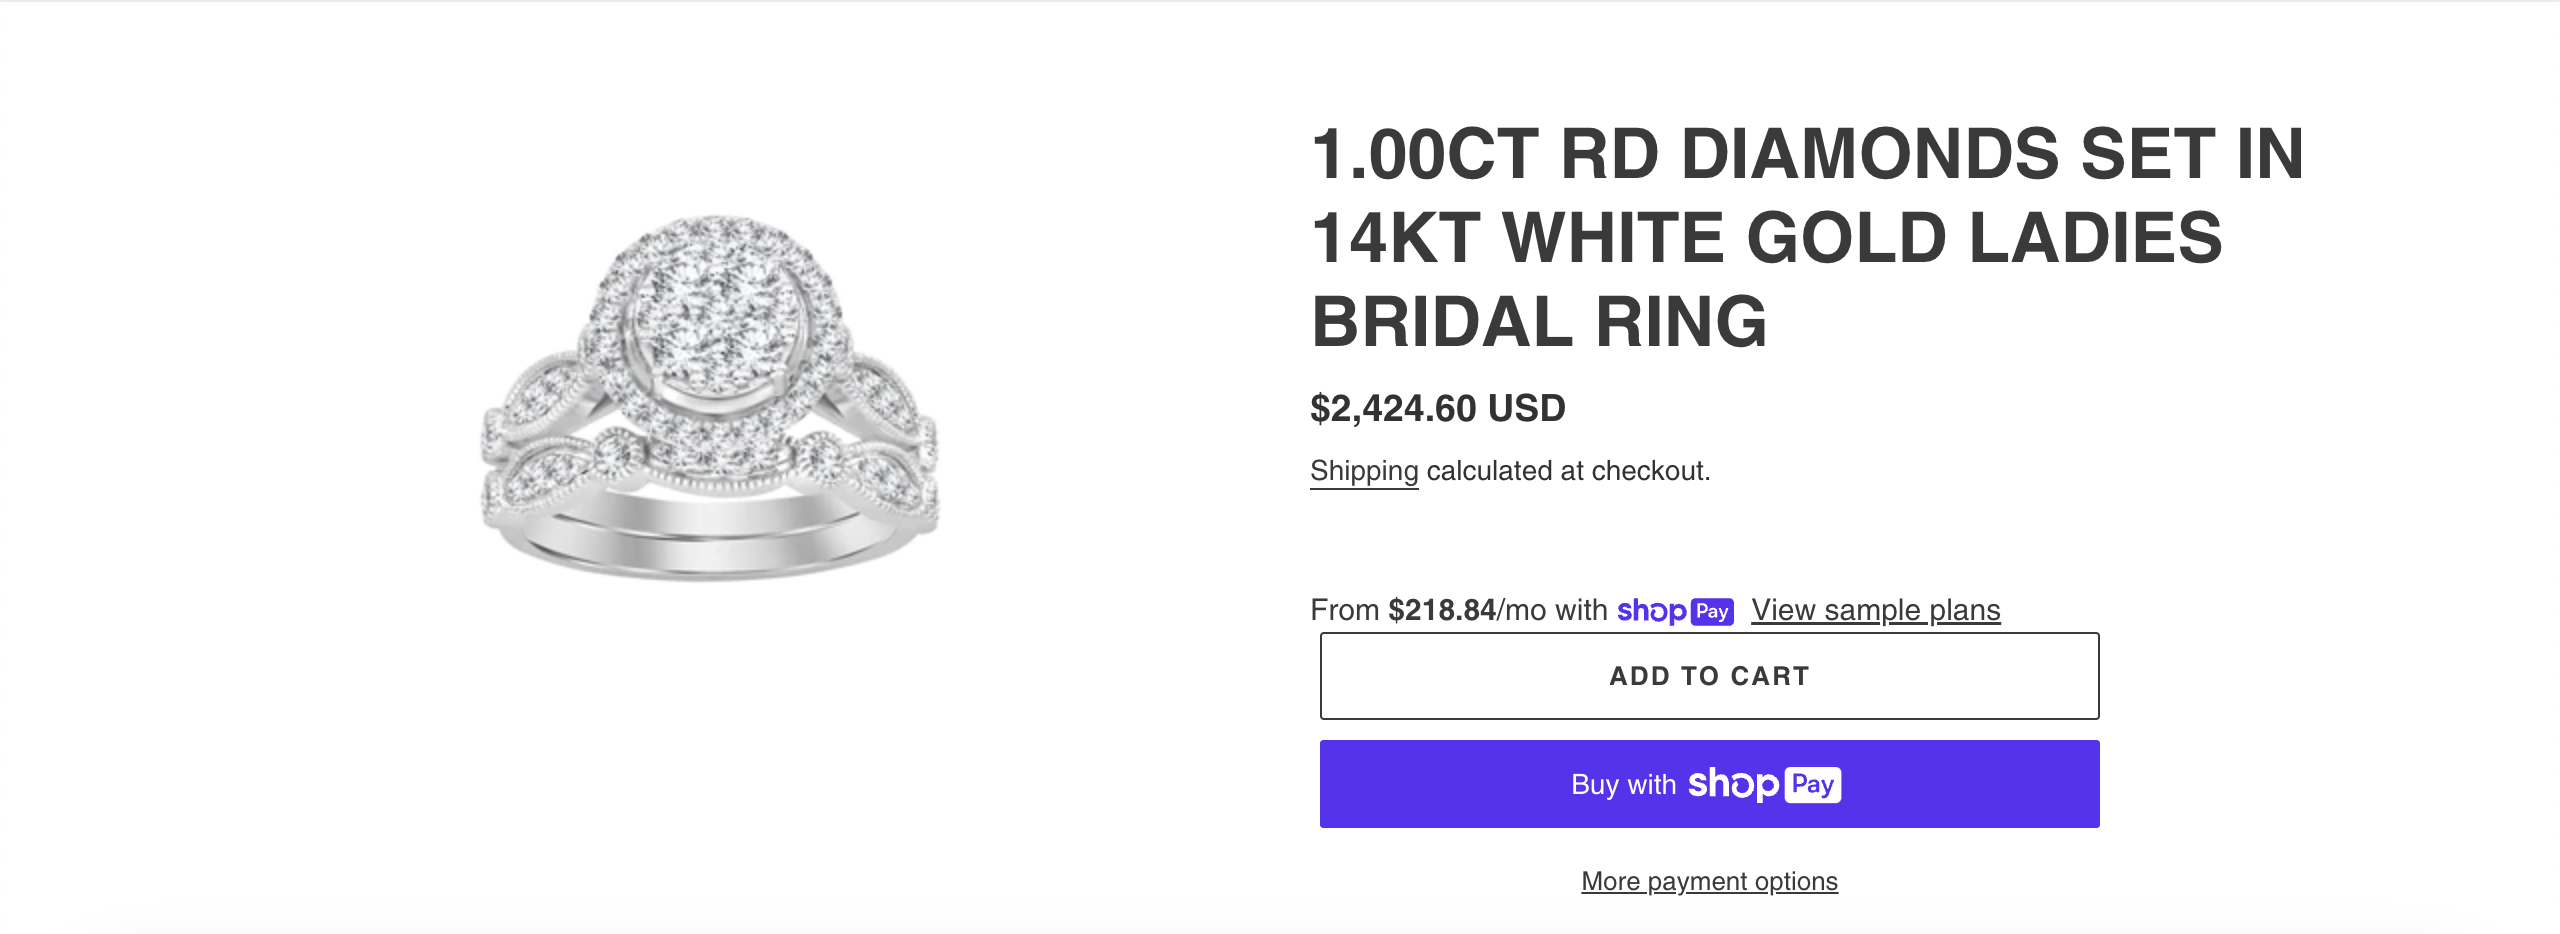 1.00CT RD DIAMONDS SET IN
14KT WHITE GOLD LADIES
BRIDAL RING
$2,424.60 USD
Shipping calculated at checkout.
From $218.84/mo with shop Pay View sample plans
ADD TO CART
Buy with shop Pay
More payment options